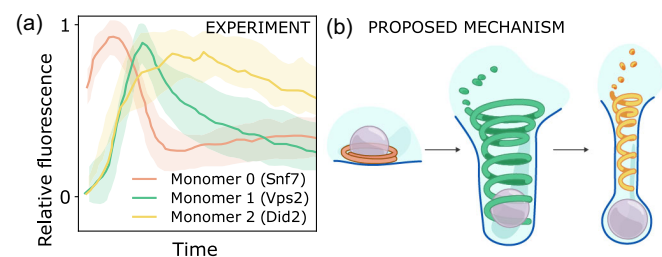 (a)
EXPERIMENT
1
0
Relative fluorescence
Monomer 0 (Snf7)
Monomer 1 (Vps2)
Monomer 2 (Did2)
Time
(b) PROPOSED MECHANISM